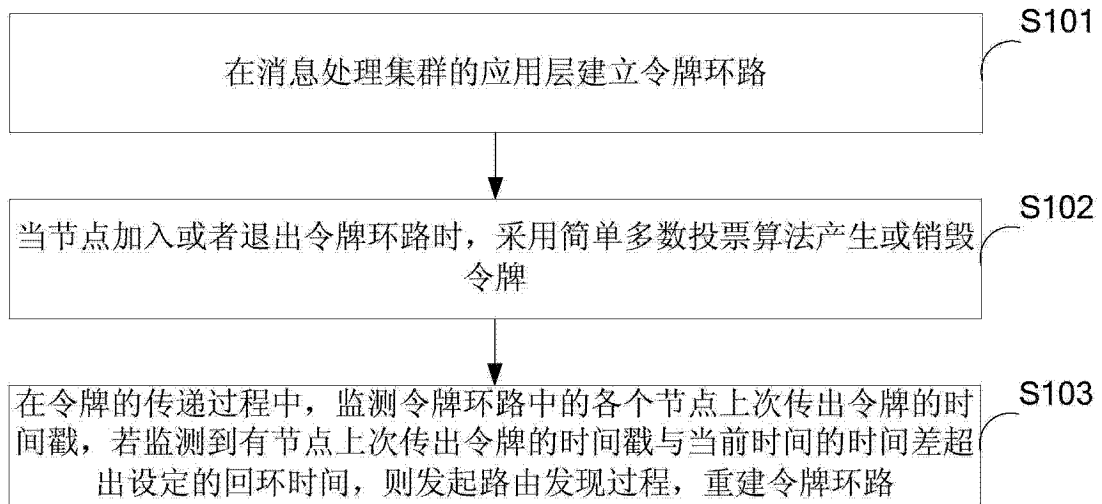 S101
在消息处理集群的应用层建立令牌环路
S102
当节点加入或者退出令牌环路时，采用简单多数投票算法产生或销毁
令牌
S103
在令牌的传递过程中，监测令牌环路中的各个节点上次传出令牌的时
间戳，若监测到有节点上次传出令牌的时间戳与当前时间的时间差超
出设定的回环时间，则发起路由发现过程，重建令牌环路